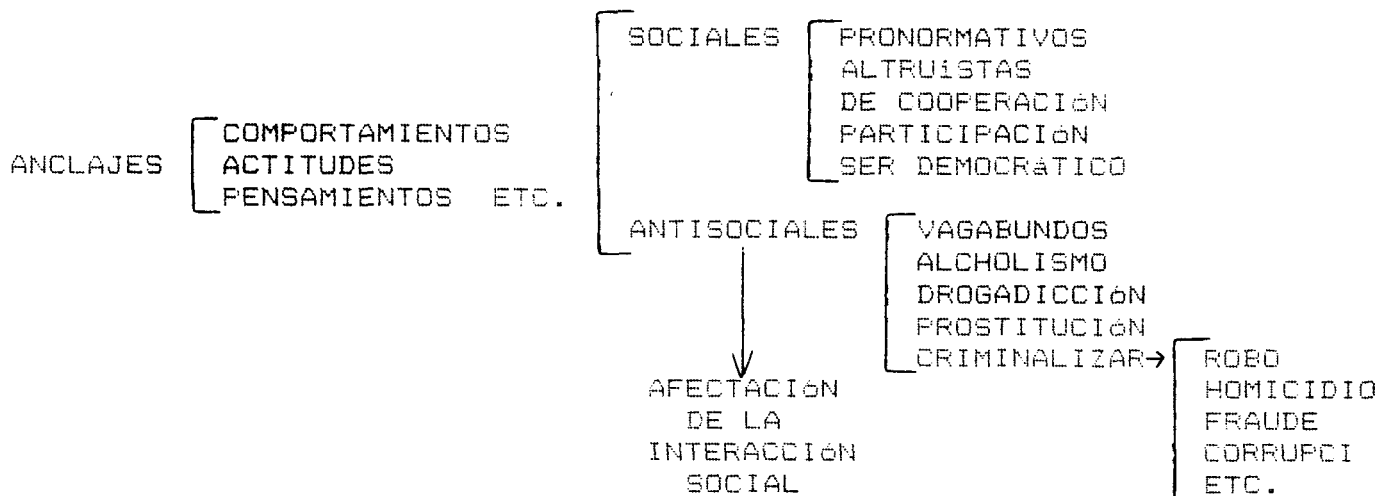 SOCIALES PRONORMATIVOS
ALTRUíSTAS
DE COOPERACIóN
COMPORTAMIENTOS PARTICIPACIóN
ANCLAJES ACTITUDES SER DEMOCRáTICO
PENSAMIENTOS ETC.
ANTISOCIALES VAGABUNDOS
ALCHOLISMO
DROGADICCIóN
PROSTITUCIóN
CRIMINALIZAR→ ROBO
AFECTACIóN HOMICIDIO
DE LA FRAUDE
INTERACCIóN CORRUPCI
SOCIAL ETC.